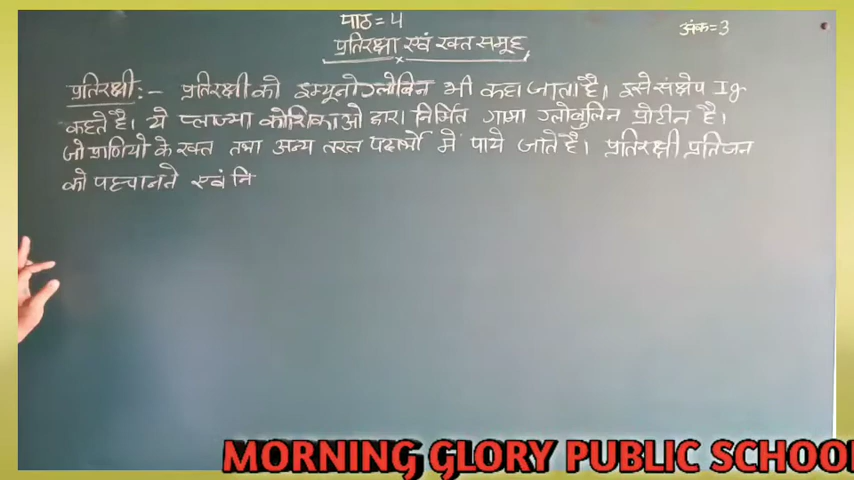 पाठ = 4
अंक = 3
प्रतिरक्षा एवं रक्त समूह
प्रतिरक्षी :- प्रतिरक्षी को इम्यूनोग्लोबिन भी कहा जाता है। इसे संक्षेप Ig
कहते है। ये प्लाज्मा कोशिकाओ द्वारा निर्मित गामा ग्लोबुलिन प्रोटीन है।
जो प्राणियो के रक्त तथा अन्य तरल पदार्थो में पाये जाते है। प्रतिरक्षी प्रतिजन
को पहचानते एवं नि
MORNING GLORY PUBLIC SCHOOL